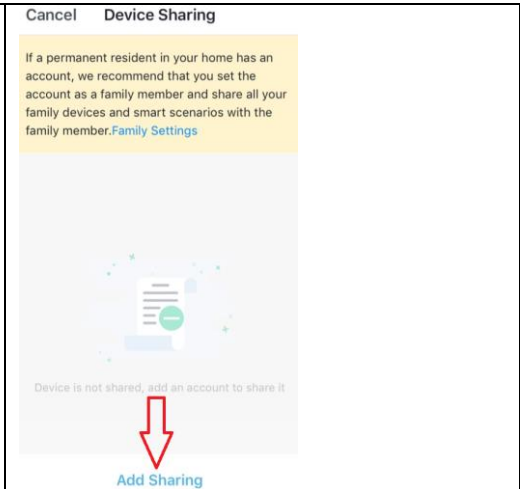 Cancel Device Sharing
If a permanent resident in your home has an
account, we recommend that you set the
account as a family member and share all your
family devices and smart scenarios with the
family member.Family Settings
Device is not shared, add an account to share it
Add Sharing